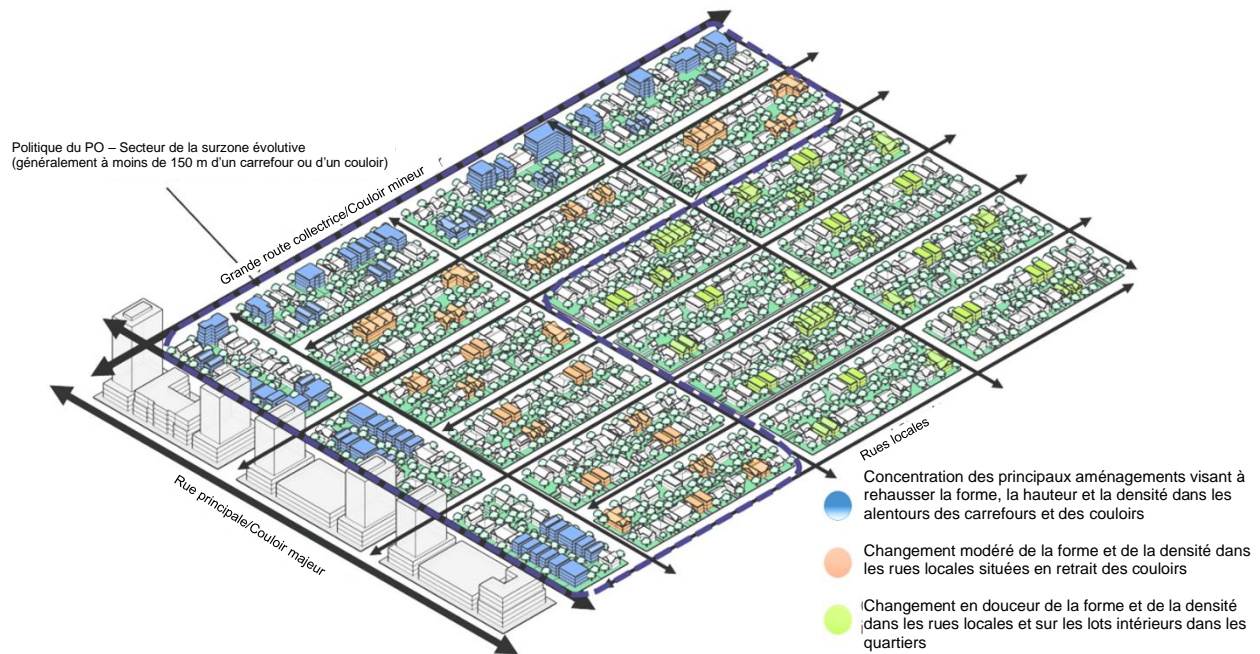 Politique du PO – Secteur de la surzone évolutive
(généralement à moins de 150 m d'un carrefour ou d'un couloir)
Grande route collectrice/Couloir mineur
Rue principale/Couloir majeur
Rues locales
Concentration des principaux aménagements visant à
rehausser la forme, la hauteur et la densité dans les
alentours des carrefours et des couloirs
Changement modéré de la forme et de la densité dans
les rues locales situées en retrait des couloirs
Changement en douceur de la forme et de la densité
dans les rues locales et sur les lots intérieurs dans les
quartiers